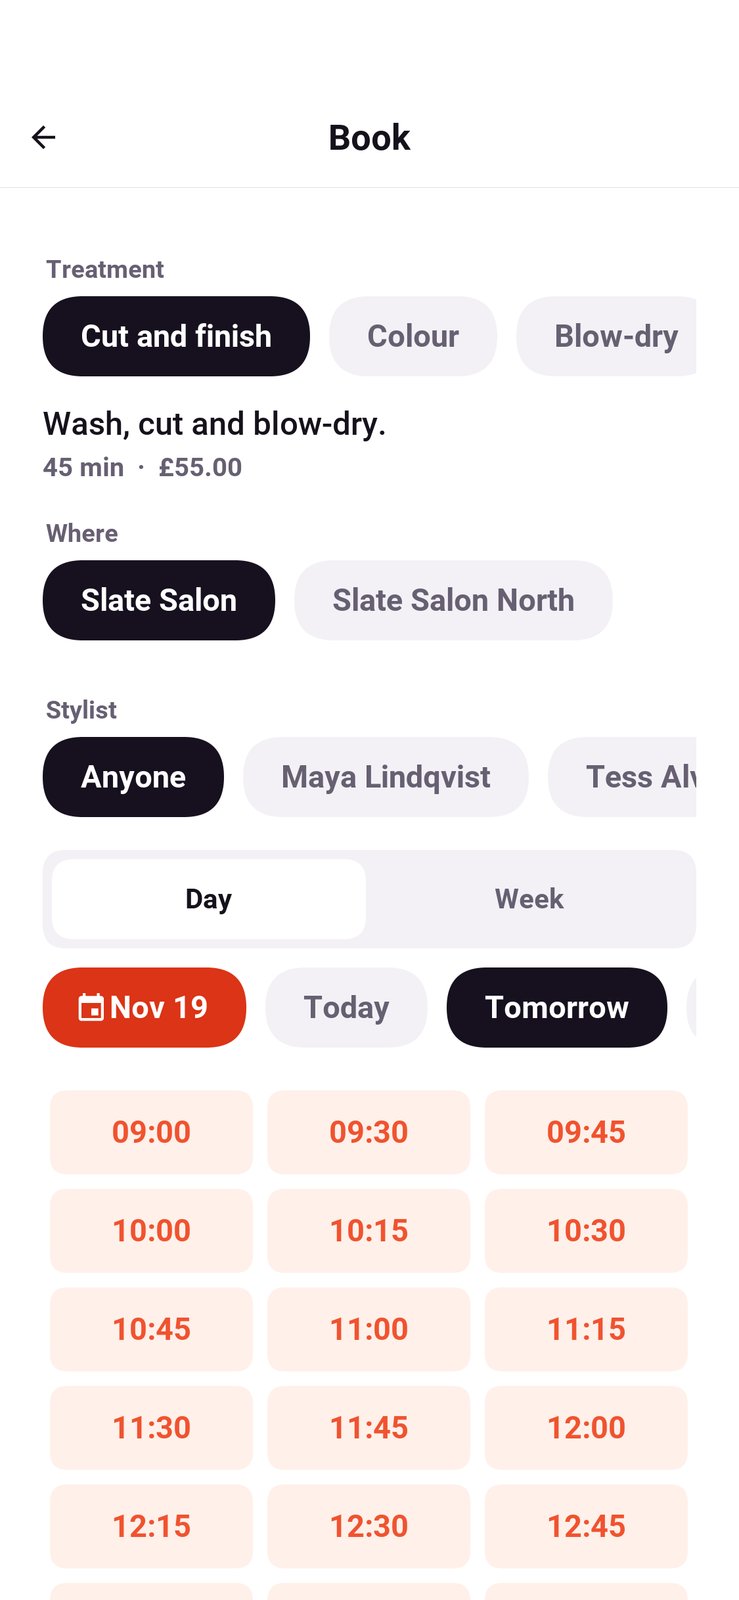 Book
Treatment
Cut and finish Colour Blow-dry
Wash, cut and blow-dry.
45 min · £55.00
Where
Slate Salon Slate Salon North
Stylist
Anyone Maya Lindqvist Tess
Day Week
Nov 19 Today Tomorrow
09:00 09:30 09:45
10:00 10:15 10:30
10:45 11:00 11:15
11:30 11:45 12:00
12:15 12:30 12:45